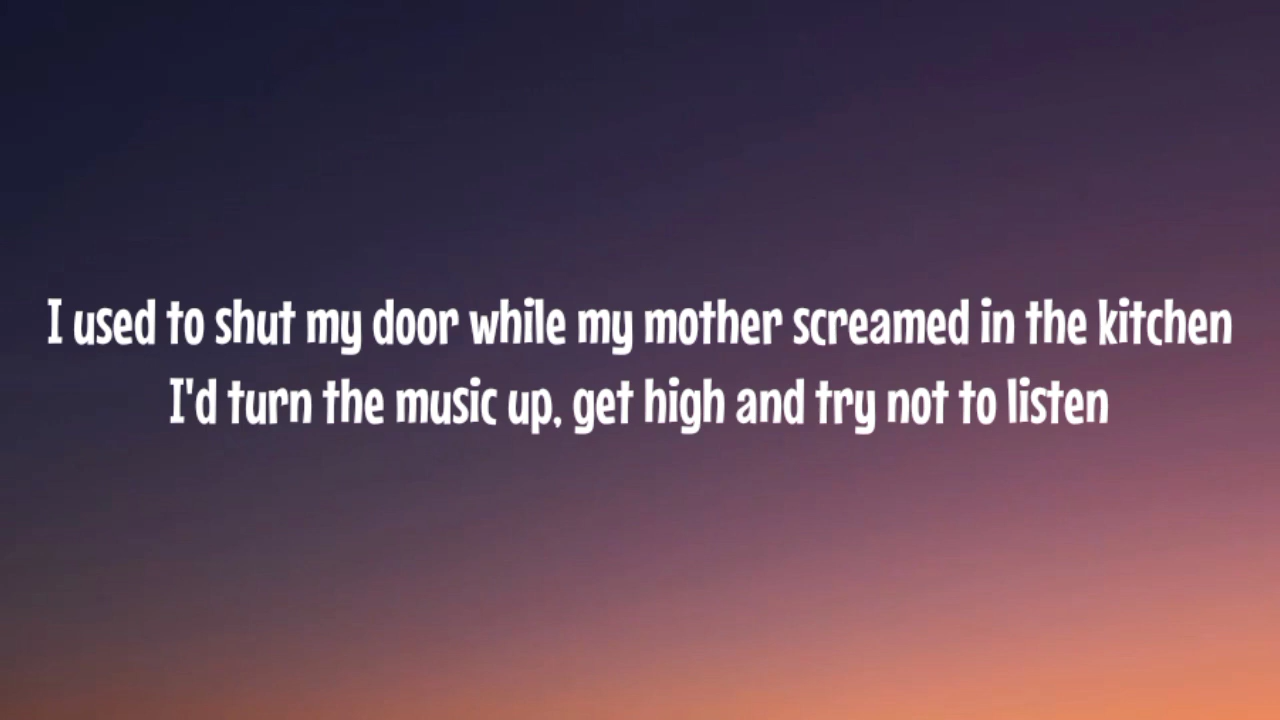 I used to shut my door while my mother screamed in the kitchen
I'd turn the music up, get high and try not to listen